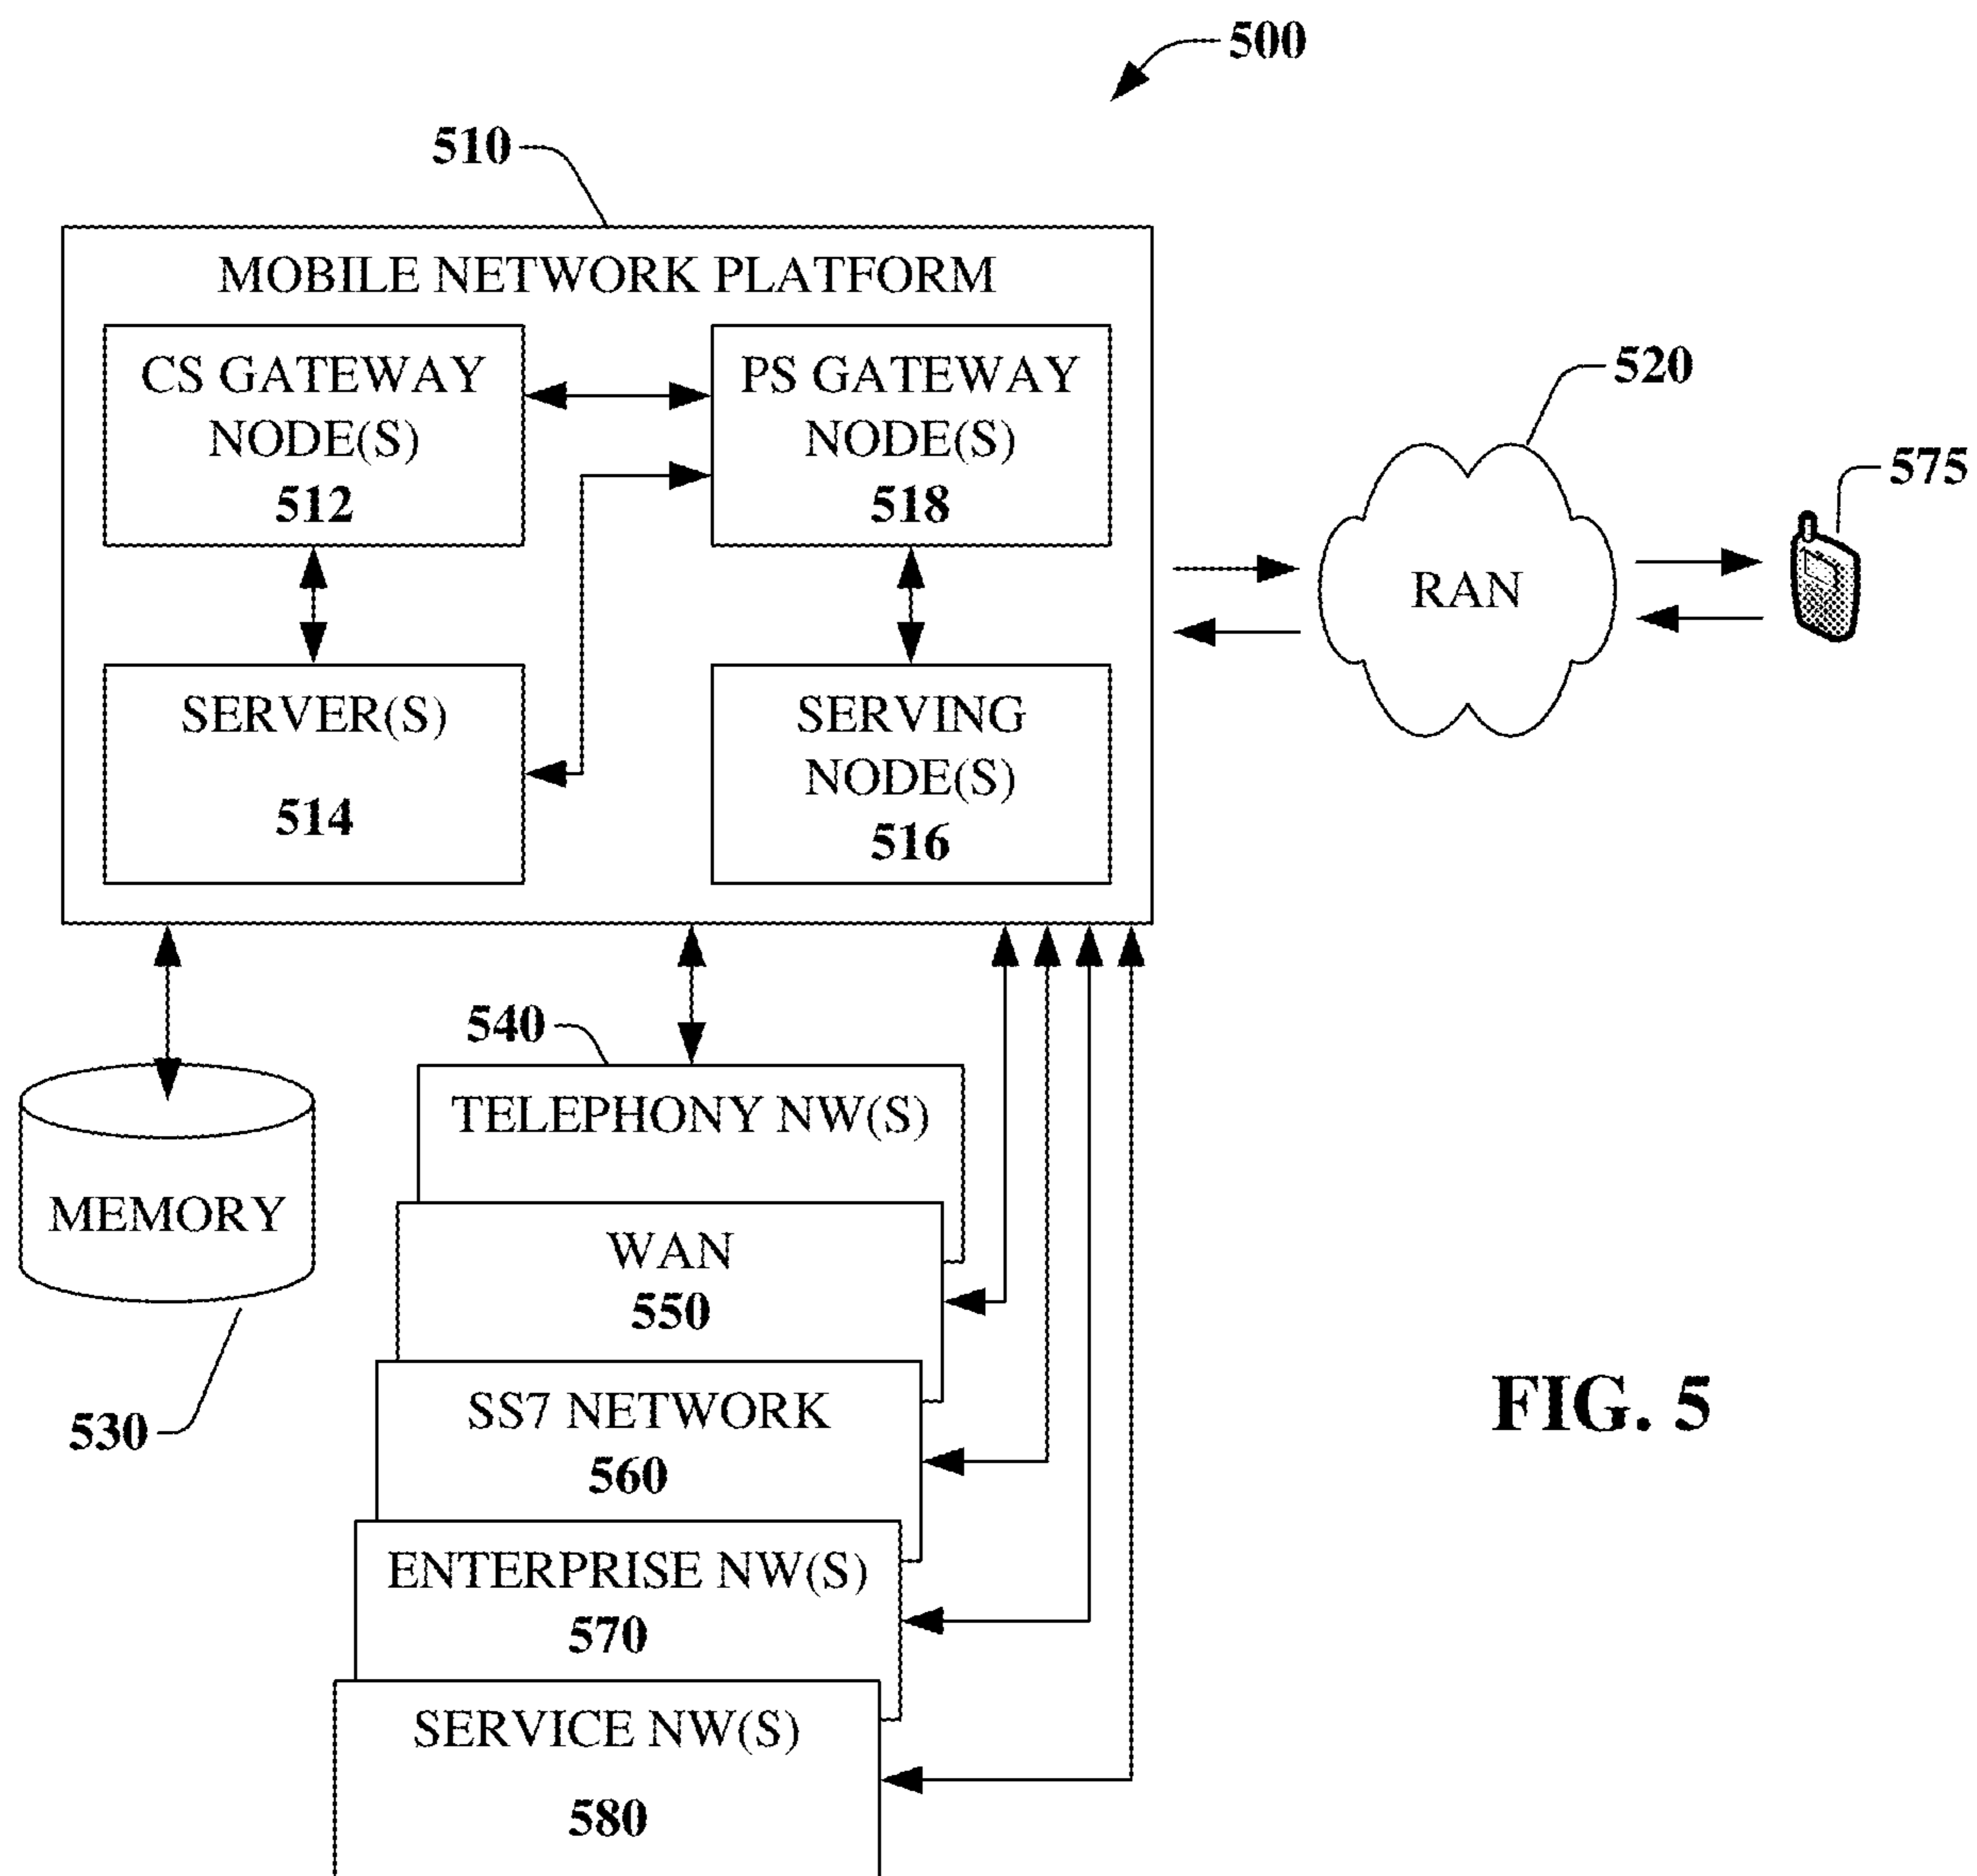 500
510
MOBILE NETWORK PLATFORM
CS GATEWAY
NODE(S)
512
PS GATEWAY
NODE(S)
518
SERVER(S)
514
SERVING
NODE(S)
516
520
RAN
575
540
TELEPHONY NW(S)
MEMORY
530
WAN
550
SS7 NETWORK
560
ENTERPRISE NW(S)
570
SERVICE NW(S)
580
FIG. 5